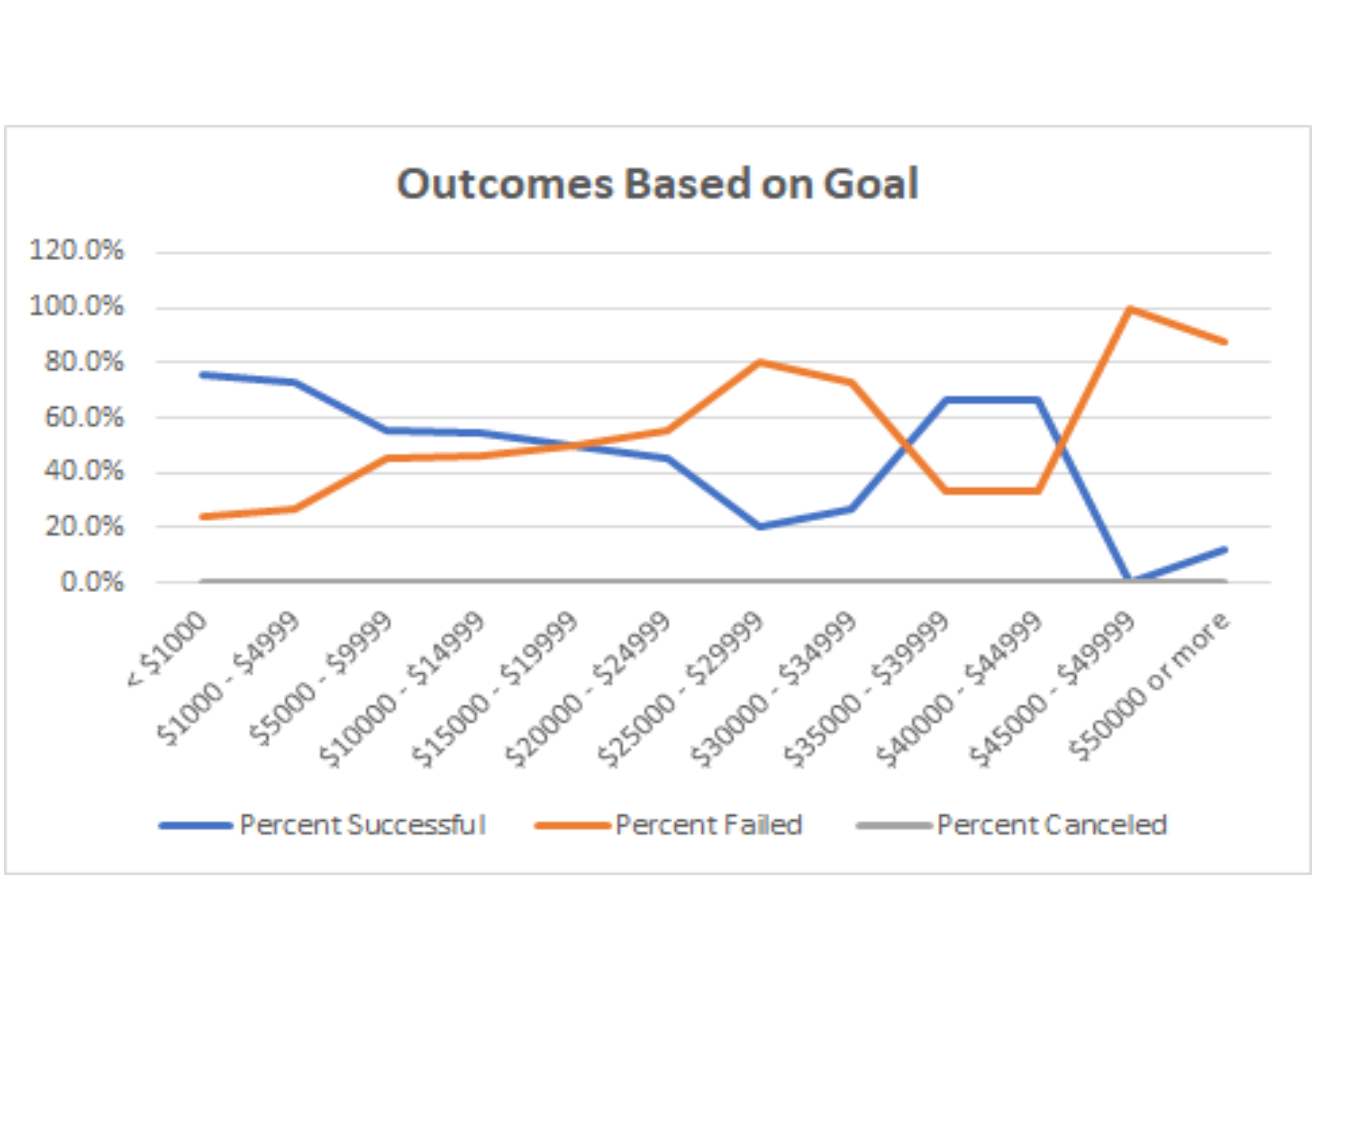 Outcomes Based on Goal
120.0%
100.0%
80.0%
60.0%
40.0%
20.0%
0.0%
< $1000
$1000 - $4999
$5000 - $9999
$10000 - $14999
$15000 - $19999
$20000 - $24999
$25000 - $29999
$30000 - $34999
$35000 - $39999
$40000 - $44999
$45000 - $49999
$50000 or more
Percent Successful Percent Failed Percent Canceled